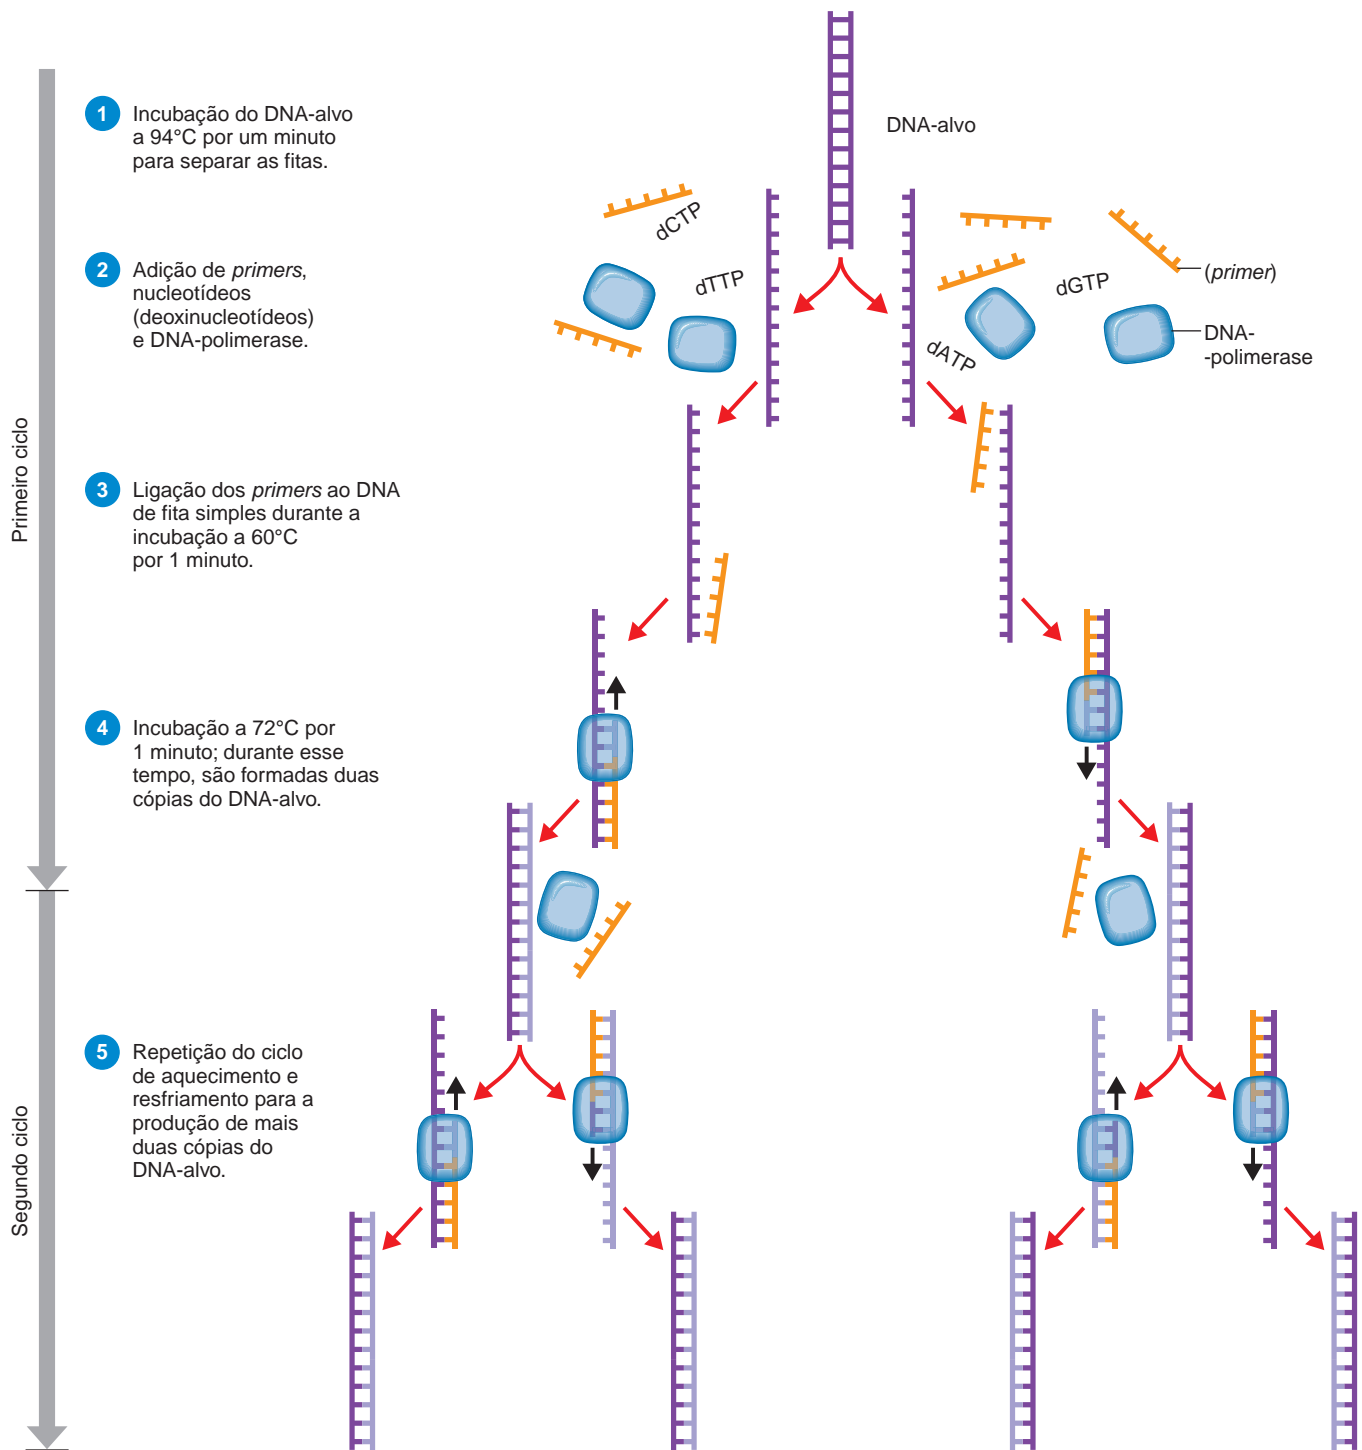 Primeiro ciclo
1 Incubação do DNA-alvo
a 94°C por um minuto
para separar as fitas.
DNA-alvo
2 Adição de primers,
nucleotídeos
(deoxinucleotídeos)
e DNA-polimerase.
dCTP
dTTP
dGTP
dATP
(primer)
DNA-
-polimerase
3 Ligação dos primers ao DNA
de fita simples durante a
incubação a 60°C
por 1 minuto.
4 Incubação a 72°C por
1 minuto; durante esse
tempo, são formadas duas
cópias do DNA-alvo.
Segundo ciclo
5 Repetição do ciclo
de aquecimento e
resfriamento para a
produção de mais
duas cópias do
DNA-alvo.